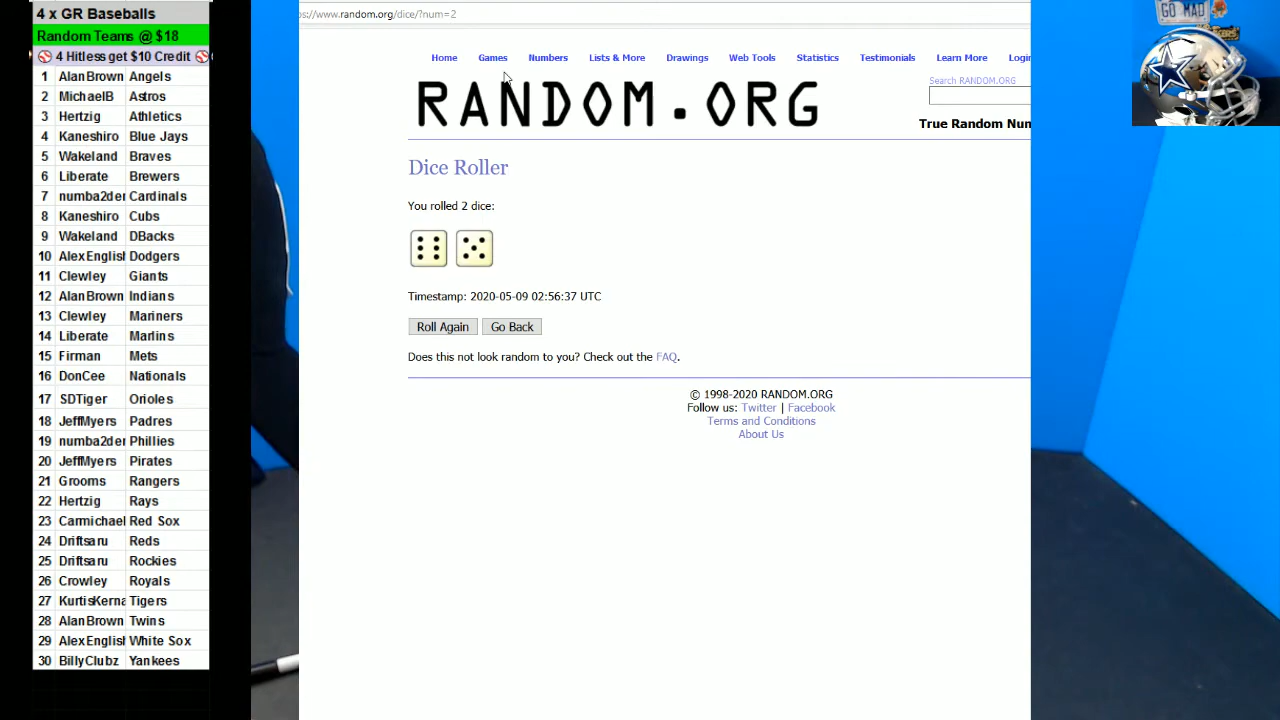 4 x GR Baseballs
Random Teams @ $18
4 Hitless get $10 Credit
1 AlanBrown Angels
2 MichaelB Astros
3 Hertzig Athletics
4 Kaneshiro Blue Jays
5 Wakeland Braves
6 Liberate Brewers
7 numba2der Cardinals
8 Kaneshiro Cubs
9 Wakeland DBacks
10 AlexEnglish Dodgers
11 Clewley Giants
12 AlanBrown Indians
13 Clewley Mariners
14 Liberate Marlins
15 Firman Mets
16 DonCee Nationals
17 SDTiger Orioles
18 JeffMyers Padres
19 numba2der Phillies
20 JeffMyers Pirates
21 Grooms Rangers
22 Hertzig Rays
23 Carmichael Red Sox
24 Driftsaru Reds
25 Driftsaru Rockies
26 Crowley Royals
27 KurtisKerna Tigers
28 AlanBrown Twins
29 AlexEnglish White Sox
30 BillyClubz Yankees
ps://www.random.org/dice/?num=2
Home Games Numbers Lists & More Drawings Web Tools Statistics Testimonials Learn More Login
RANDOM.ORG
Search RANDOM.ORG
True Random Num
Dice Roller
You rolled 2 dice:
Timestamp: 2020-05-09 02:56:37 UTC
Roll Again Go Back
Does this not look random to you? Check out the FAQ.
© 1998-2020 RANDOM.ORG
Follow us: Twitter | Facebook
Terms and Conditions
About Us
GO MAD